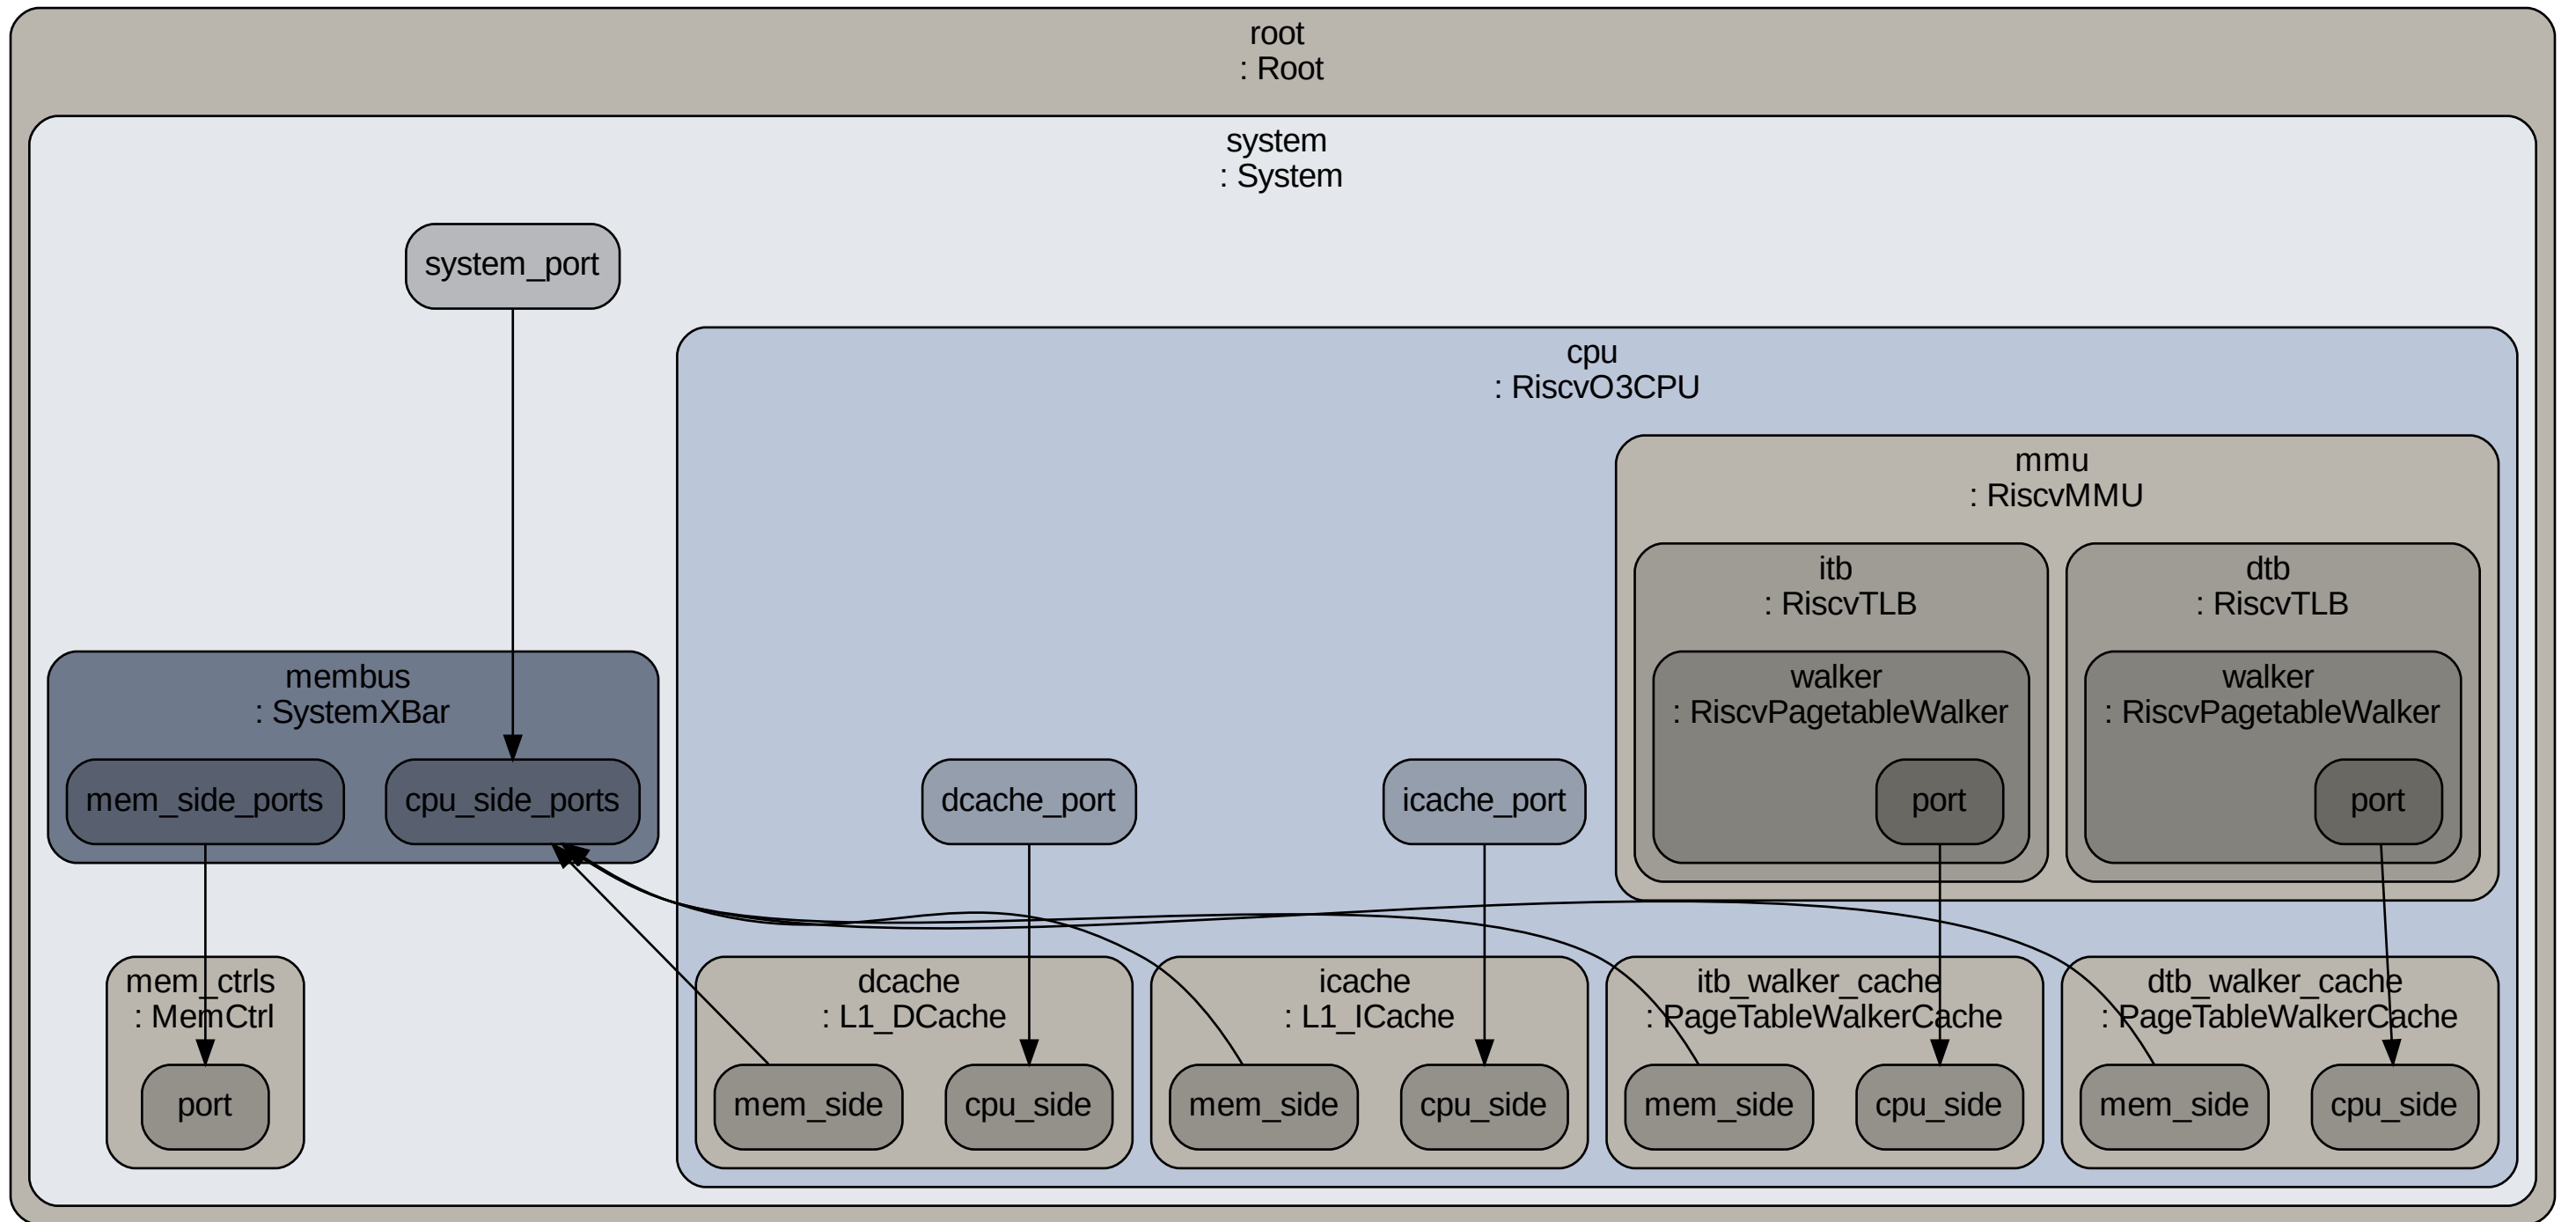 root
: Root
system
: System
system_port
cpu
: RiscvO3CPU
mmu
: RiscvMMU
itb
: RiscvTLB
dtb
: RiscvTLB
membus
: SystemXBar
walker
: RiscvPagetableWalker
walker
: RiscvPagetableWalker
mem_side_ports
cpu_side_ports
dcache_port
icache_port
port
port
mem_ctrls
: MemCtrl
dcache
: L1_DCache
icache
: L1_ICache
itb_walker_cache
: PageTableWalkerCache
dtb_walker_cache
: PageTableWalkerCache
port
mem_side
cpu_side
mem_side
cpu_side
mem_side
cpu_side
mem_side
cpu_side